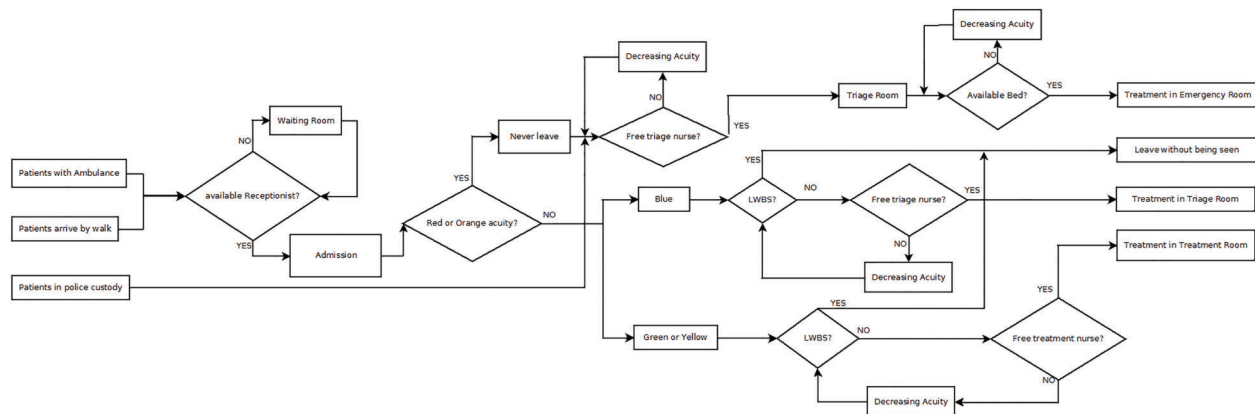 Decreasing Acuity
NO
Available Bed?
YES
Treatment in Emergency Room
Triage Room
Decreasing Acuity
NO
Free triage nurse?
YES
Never leave
YES
Waiting Room
NO
Patients with Ambulance
available Receptionist?
Patients arrive by walk
YES
Admission
Red or Orange acuity?
NO
Patients in police custody
Leave without being seen
YES
Blue
LWBS?
NO
Free triage nurse?
YES
Treatment in Triage Room
NO
Decreasing Acuity
Treatment in Treatment Room
YES
YES
Green or Yellow
LWBS?
NO
Free treatment nurse?
NO
Decreasing Acuity